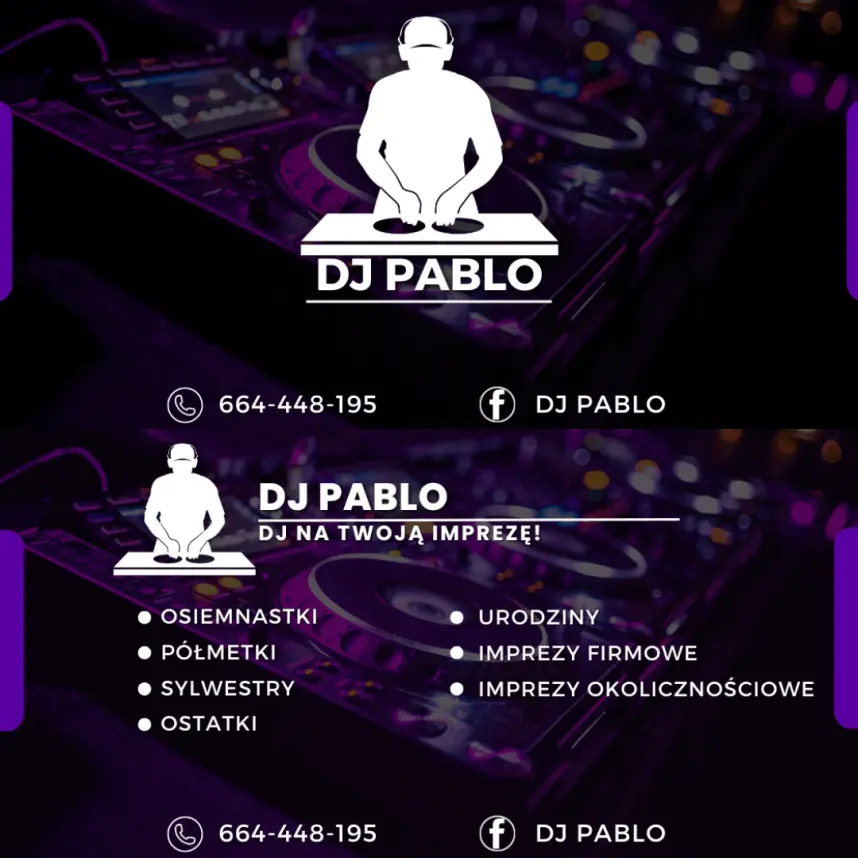 DJ PABLO
664-448-195
DJ PABLO
DJ PABLO
DJ NA TWOJĄ IMPREZĘ!
OSIEMNASTKI
PÓŁMETKI
SYLWESTRY
OSTATKI
URODZINY
IMPREZY FIRMOWE
IMPREZY OKOLICZNOŚCIOWE
664-448-195
DJ PABLO